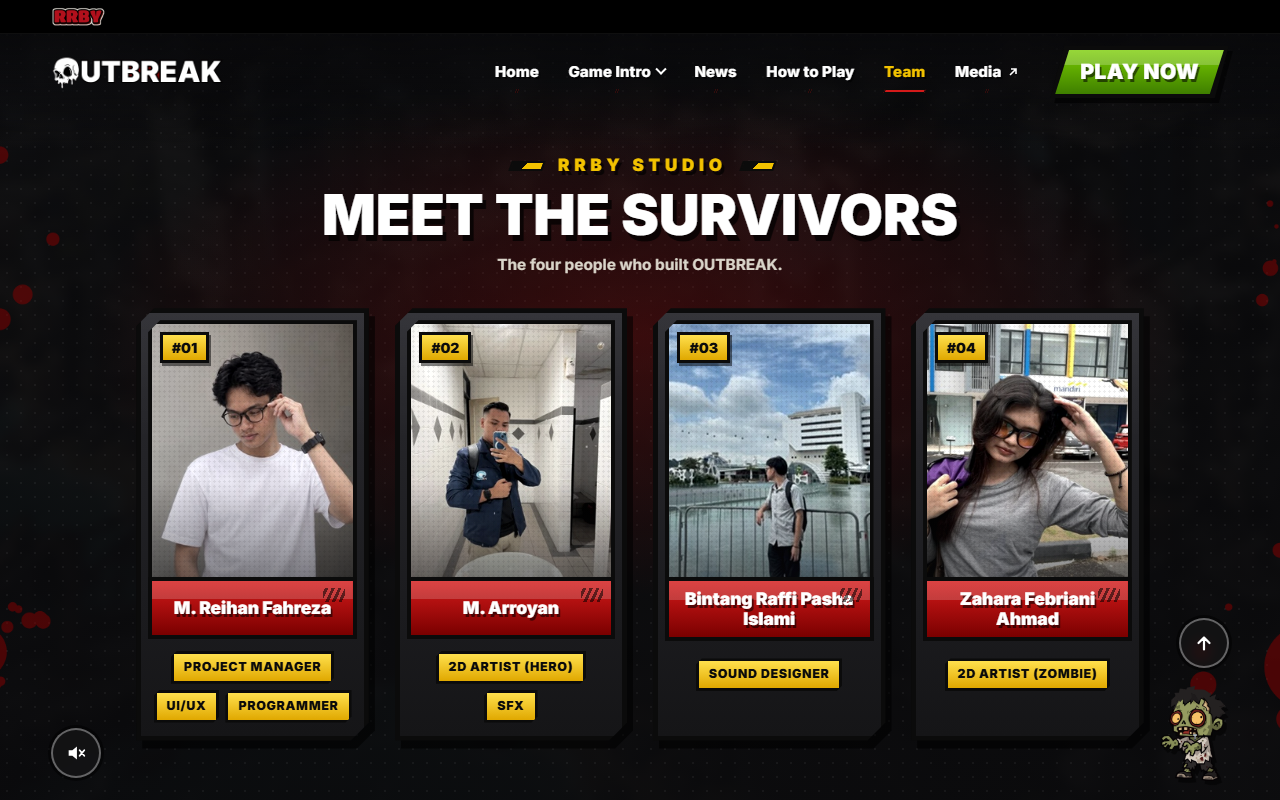 RRBY
OUTBREAK
Home
Game Intro
News
How to Play
Team
Media
PLAY NOW
RRBY STUDIO
MEET THE SURVIVORS
The four people who built OUTBREAK.
#01
#02
#03
#04
mandiri
M. Reihan Fahreza
M. Arroyan
Bintang Raffi Pasha
Islami
Zahara Febriani
Ahmad
PROJECT MANAGER
UI/UX
PROGRAMMER
2D ARTIST (HERO)
SFX
SOUND DESIGNER
2D ARTIST (ZOMBIE)